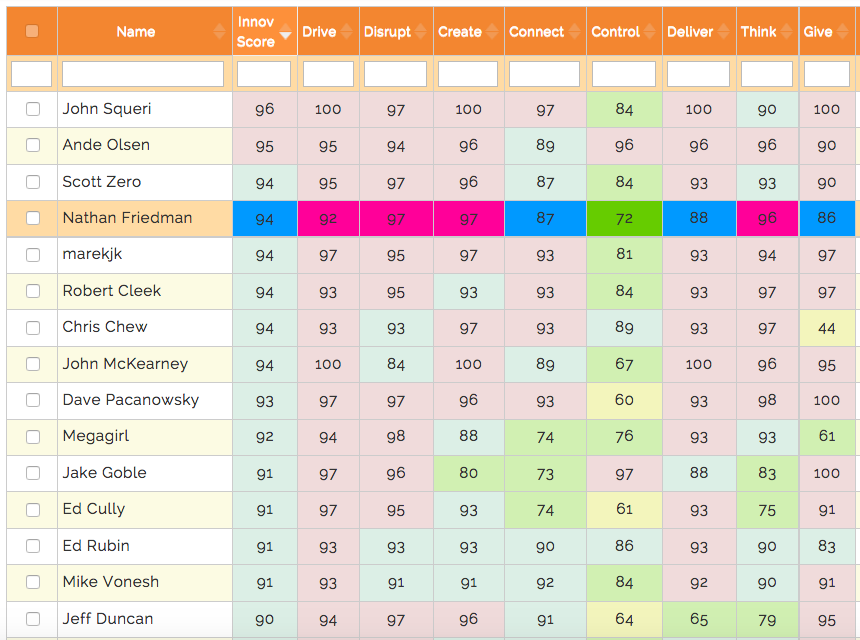 Name Innov Score Drive Disrupt Create Connect Control Deliver Think Give
John Squeri 96 100 97 100 97 84 100 90 100
Ande Olsen 95 95 94 96 89 96 96 96 90
Scott Zero 94 95 97 96 87 84 93 93 90
Nathan Friedman 94 92 97 97 87 72 88 96 86
marekjk 94 97 95 97 93 81 93 94 97
Robert Cleek 94 93 95 93 93 84 93 97 97
Chris Chew 94 93 93 97 93 89 93 97 44
John McKearney 94 100 84 100 89 67 100 96 95
Dave Pacanowsky 93 97 97 96 93 60 93 98 100
Megagirl 92 94 98 88 74 76 93 93 61
Jake Goble 91 97 96 80 73 97 88 83 100
Ed Cully 91 97 95 93 74 61 93 75 91
Ed Rubin 91 93 93 93 90 86 93 90 83
Mike Vonesh 91 93 91 91 92 84 92 90 91
Jeff Duncan 90 94 97 96 91 64 65 79 95